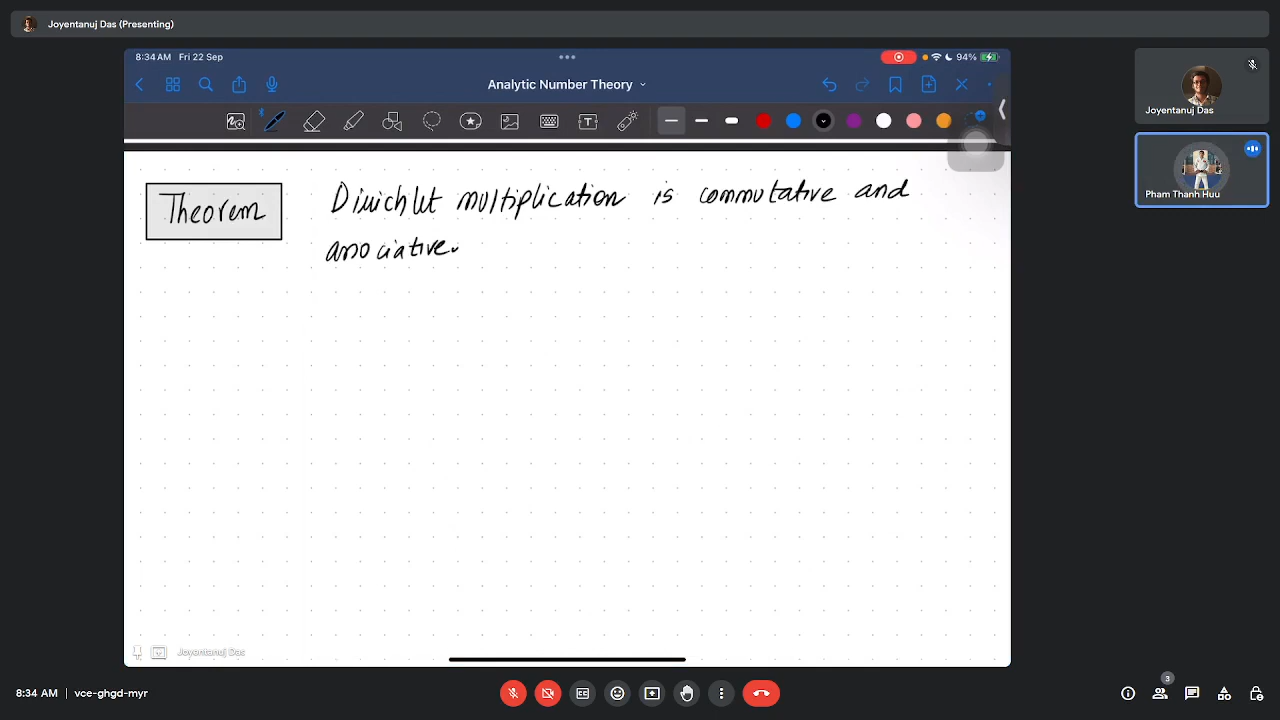 Joyentanuj Das (Presenting)
8:34 AM Fri 22 Sep
94%
Analytic Number Theory
Joyentanuj Das
Pham Thanh Huu
Theorem
Dirichlet multiplication is commutative and
associative.
Joyentanuj Das
8:34 AM | vce-ghgd-myr
3